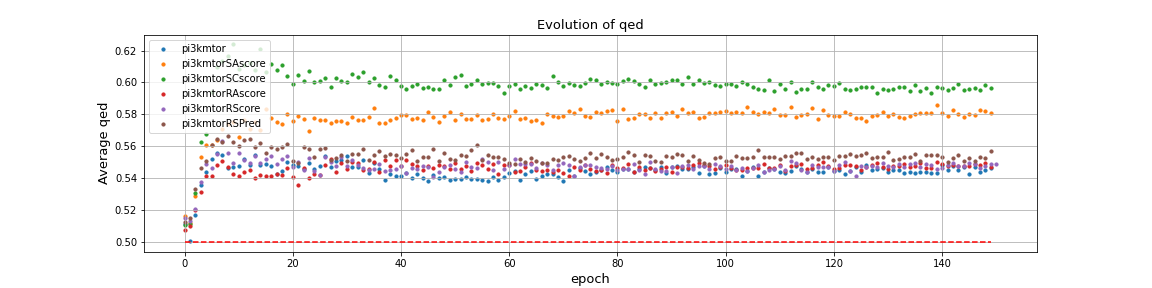 Evolution of qed
Average qed
0.62
0.60
0.58
0.56
0.54
0.52
0.50
pi3kmtor
pi3kmtorSAscore
pi3kmtorSCscore
pi3kmtorRAscore
pi3kmtorRScore
pi3kmtorRSPred
0 20 40 60 80 100 120 140
epoch